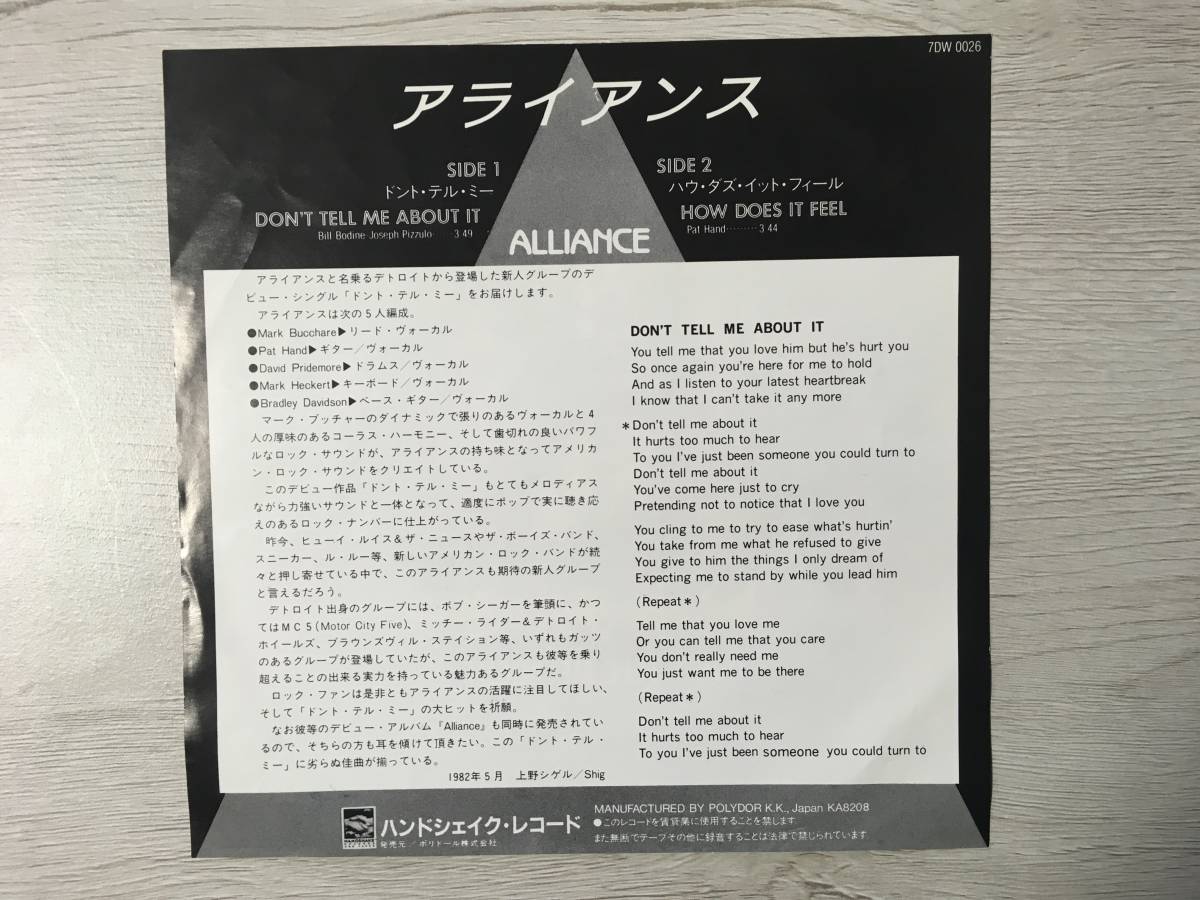 7DW 0026
アライアンス
SIDE 1
ドント・テル・ミー
DON'T TELL ME ABOUT IT
Bill Bodine-Joseph Pizzulo……3 49
SIDE 2
ハウ・ダズ・イット・フィール
HOW DOES IT FEEL
Pat Hand………3 44
ALLIANCE
アライアンスと名乗るデトロイトから登場した新人グループのデ
ビュー・シングル「ドント・テル・ミー」をお届けします。
アライアンスは次の5人編成。
●Mark Bucchare▶リード・ヴォーカル
●Pat Hand▶ギター／ヴォーカル
●David Pridemore▶ドラムス／ヴォーカル
●Mark Heckert▶キーボード／ヴォーカル
●Bradley Davidson▶ベース・ギター／ヴォーカル
マーク・ブッチャーのダイナミックで張りのあるヴォーカルと4
人の厚味のあるコーラス・ハーモニー、そして歯切れの良いパワフ
ルなロック・サウンドが、アライアンスの持ち味となってアメリカ
ン・ロック・サウンドをクリエイトしている。
このデビュー作品「ドント・テル・ミー」もとてもメロディアス
ながら力強いサウンドと一体となって、適度にポップで実に聴き応
えのあるロック・ナンバーに仕上がっている。
昨今、ヒューイ・ルイス&ザ・ニュースやザ・ボーイズ・バンド、
スニーカー、ル・ルー等、新しいアメリカン・ロック・バンドが続
々と押し寄せている中で、このアライアンスも期待の新人グループ
と言えるだろう。
デトロイト出身のグループには、ボブ・シーガーを筆頭に、かつ
てはMC5(Motor City Five)、ミッチー・ライダー&デトロイト・
ホイールズ、ブラウンズヴィル・ステイション等、いずれもガッツ
のあるグループが登場していたが、このアライアンスも彼等を乗り
超えることの出来る実力を持っている魅力あるグループだ。
ロック・ファンは是非ともアライアンスの活躍に注目してほしい、
そして「ドント・テル・ミー」の大ヒットを祈願。
なお彼等のデビュー・アルバム『Alliance』も同時に発売されてい
るので、そちらの方も耳を傾けて頂きたい。この「ドント・テル・
ミー」に劣らぬ佳曲が揃っている。
1982年5月　上野シゲル／Shig
DON'T TELL ME ABOUT IT
You tell me that you love him but he's hurt you
So once again you're here for me to hold
And as I listen to your latest heartbreak
I know that I can't take it any more
*Don't tell me about it
It hurts too much to hear
To you I've just been someone you could turn to
Don't tell me about it
You've come here just to cry
Pretending not to notice that I love you
You cling to me to try to ease what's hurtin'
You take from me what he refused to give
You give to him the things I only dream of
Expecting me to stand by while you lead him
(Repeat*)
Tell me that you love me
Or you can tell me that you care
You don't really need me
You just want me to be there
(Repeat*)
Don't tell me about it
It hurts too much to hear
To you I've just been someone you could turn to
ハンドシェイク・レコード
発売元／ポリドール株式会社
MANUFACTURED BY POLYDOR K.K., Japan KA8208
●このレコードを賃貸業に使用することを禁じます
また無断でテープその他に録音することは法律で禁じられています